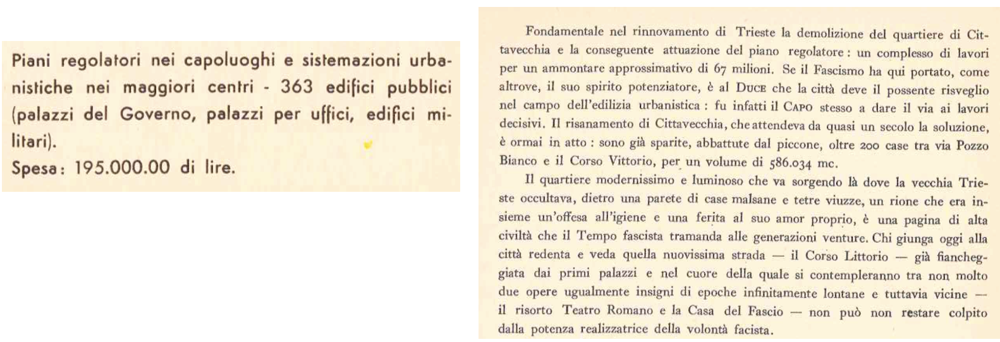 Piani regolatori nei capoluoghi e sistemazioni urba-
nistiche nei maggiori centri - 363 edifici pubblici
(palazzi del Governo, palazzi per uffici, edifici mi-
litari).
Spesa: 195.000.00 di lire.
Fondamentale nel rinnovamento di Trieste la demolizione del quartiere di Cit-
tavecchia e la conseguente attuazione del piano regolatore : un complesso di lavori
per un ammontare approssimativo di 67 milioni. Se il Fascismo ha qui portato, come
altrove, il suo spirito potenziatore, è al DUCE che la città deve il possente risveglio
nel campo dell'edilizia urbanistica : fu infatti il CAPO stesso a dare il via ai lavori
decisivi. Il risanamento di Cittavecchia, che attendeva da quasi un secolo la soluzione,
è ormai in atto : sono già sparite, abbattute dal piccone, oltre 200 case tra via Pozzo
Bianco e il Corso Vittorio, per un volume di 586.034 mc.
Il quartiere modernissimo e luminoso che va sorgendo là dove la vecchia Trie-
ste occultava, dietro una parete di case malsane e tetre viuzze, un rione che era in-
sieme un'offesa all'igiene e una ferita al suo amor proprio, è una pagina di alta
civiltà che il Tempo fascista tramanda alle generazioni venture. Chi giunga oggi alla
città redenta e veda quella nuovissima strada — il Corso Littorio — già fiancheg-
giata dai primi palazzi e nel cuore della quale si contempleranno tra non molto
due opere ugualmente insigni di epoche infinitamente lontane e tuttavia vicine —
il risorto Teatro Romano e la Casa del Fascio — non può non restare colpito
dalla potenza realizzatrice della volontà facista.